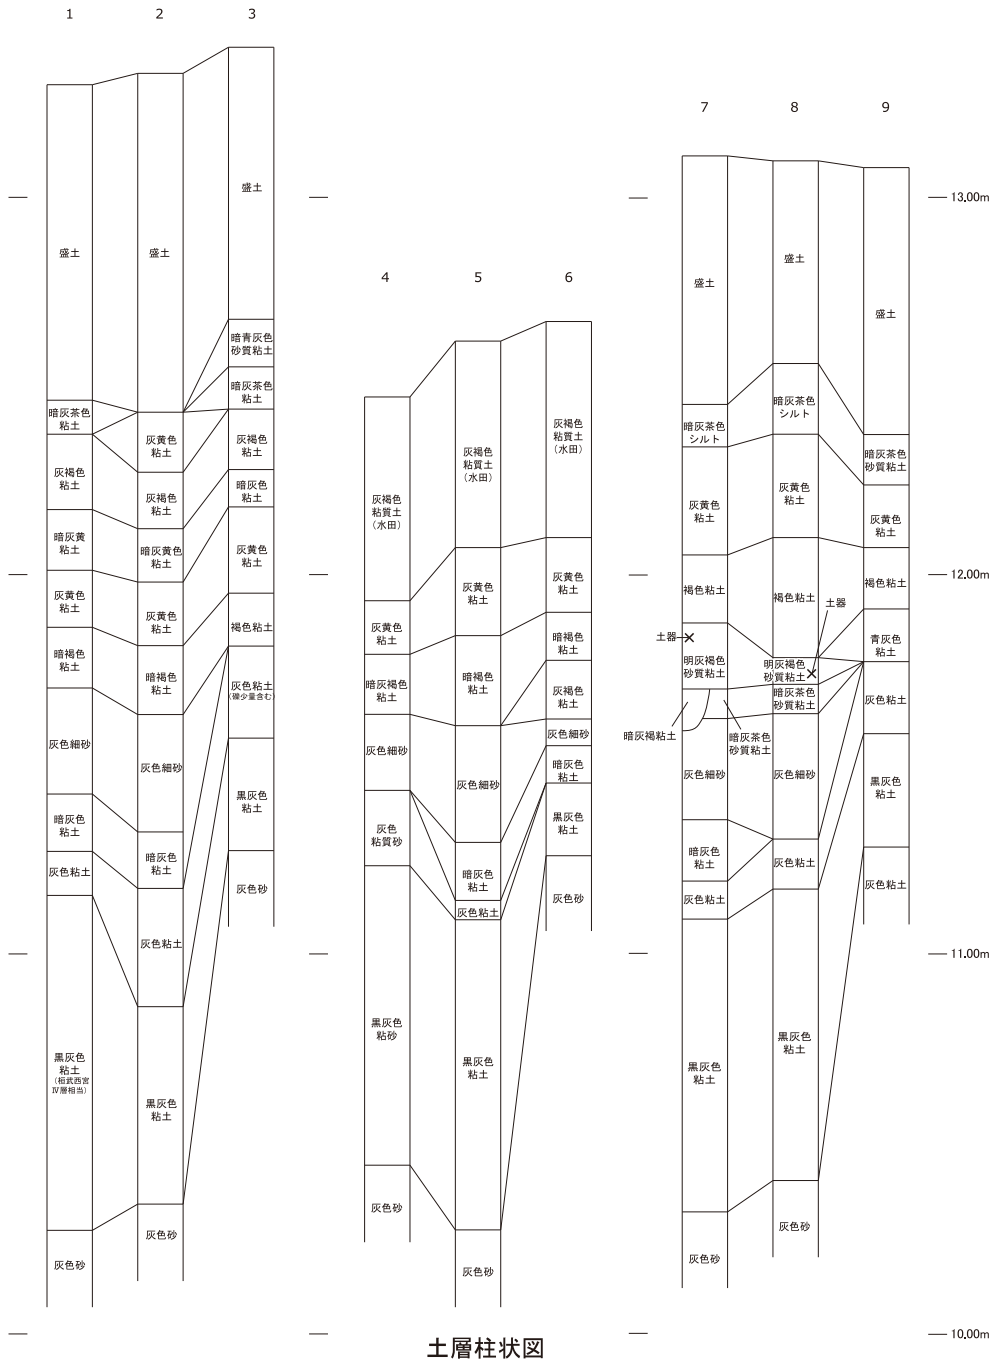 1
2
3
盛土
暗灰茶色
粘土
灰褐色
粘土
暗灰黄
粘土
灰黄色
粘土
暗褐色
粘土
灰色細砂
暗灰色
粘土
灰色粘土
黒灰色
粘土
(桓武西宮
Ⅳ層相当)
灰色砂
盛土
灰黄色
粘土
灰褐色
粘土
暗灰黄色
粘土
灰黄色
粘土
暗褐色
粘土
灰色細砂
暗灰色
粘土
灰色粘土
黒灰色
粘土
灰色砂
盛土
暗青灰色
砂質粘土
暗灰茶色
粘土
灰褐色
粘土
暗灰色
粘土
灰黄色
粘土
褐色粘土
灰色粘土
(礫少量含む)
黒灰色
粘土
灰色砂
4
5
6
灰褐色
粘質土
(水田)
灰黄色
粘土
暗灰褐色
粘土
灰色細砂
灰色
粘質砂
黒灰色
粘砂
灰色砂
灰褐色
粘質土
(水田)
灰黄色
粘土
暗褐色
粘土
灰色細砂
暗灰色
粘土
灰色粘土
黒灰色
粘土
灰色砂
灰褐色
粘質土
(水田)
灰黄色
粘土
暗褐色
粘土
灰褐色
粘土
灰色細砂
暗灰色
粘土
黒灰色
粘土
灰色砂
7
8
9
盛土
暗灰茶色
シルト
灰黄色
粘土
褐色粘土
土器
明灰褐色
砂質粘土
暗灰褐粘土
暗灰茶色
砂質粘土
灰色細砂
暗灰色
粘土
灰色粘土
黒灰色
粘土
灰色砂
盛土
暗灰茶色
シルト
灰黄色
粘土
褐色粘土
土器
明灰褐色
砂質粘土
暗灰茶色
砂質粘土
灰色細砂
灰色粘土
黒灰色
粘土
灰色砂
盛土
暗灰茶色
砂質粘土
灰黄色
粘土
褐色粘土
青灰色
粘土
灰色粘土
黒灰色
粘土
灰色粘土
13.00m
12.00m
11.00m
10.00m
土層柱状図